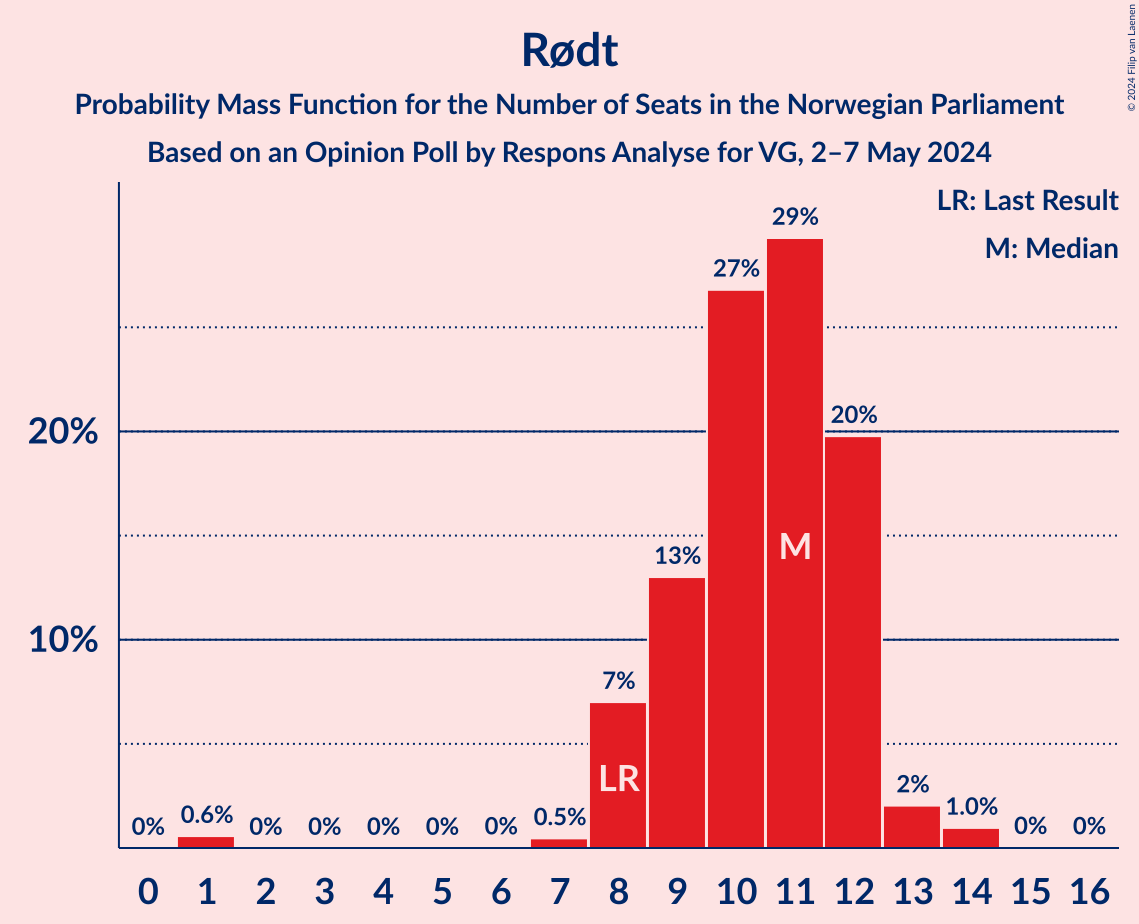 Rødt
Probability Mass Function for the Number of Seats in the Norwegian Parliament
Based on an Opinion Poll by Respons Analyse for VG, 2–7 May 2024
© 2024 Filip van Laenen
LR: Last Result
M: Median
29%
27%
20%
20%
13%
M
10%
7%
LR
2%
1.0%
0% 0.6% 0% 0% 0% 0% 0% 0.5% 0% 0%
0 1 2 3 4 5 6 7 8 9 10 11 12 13 14 15 16